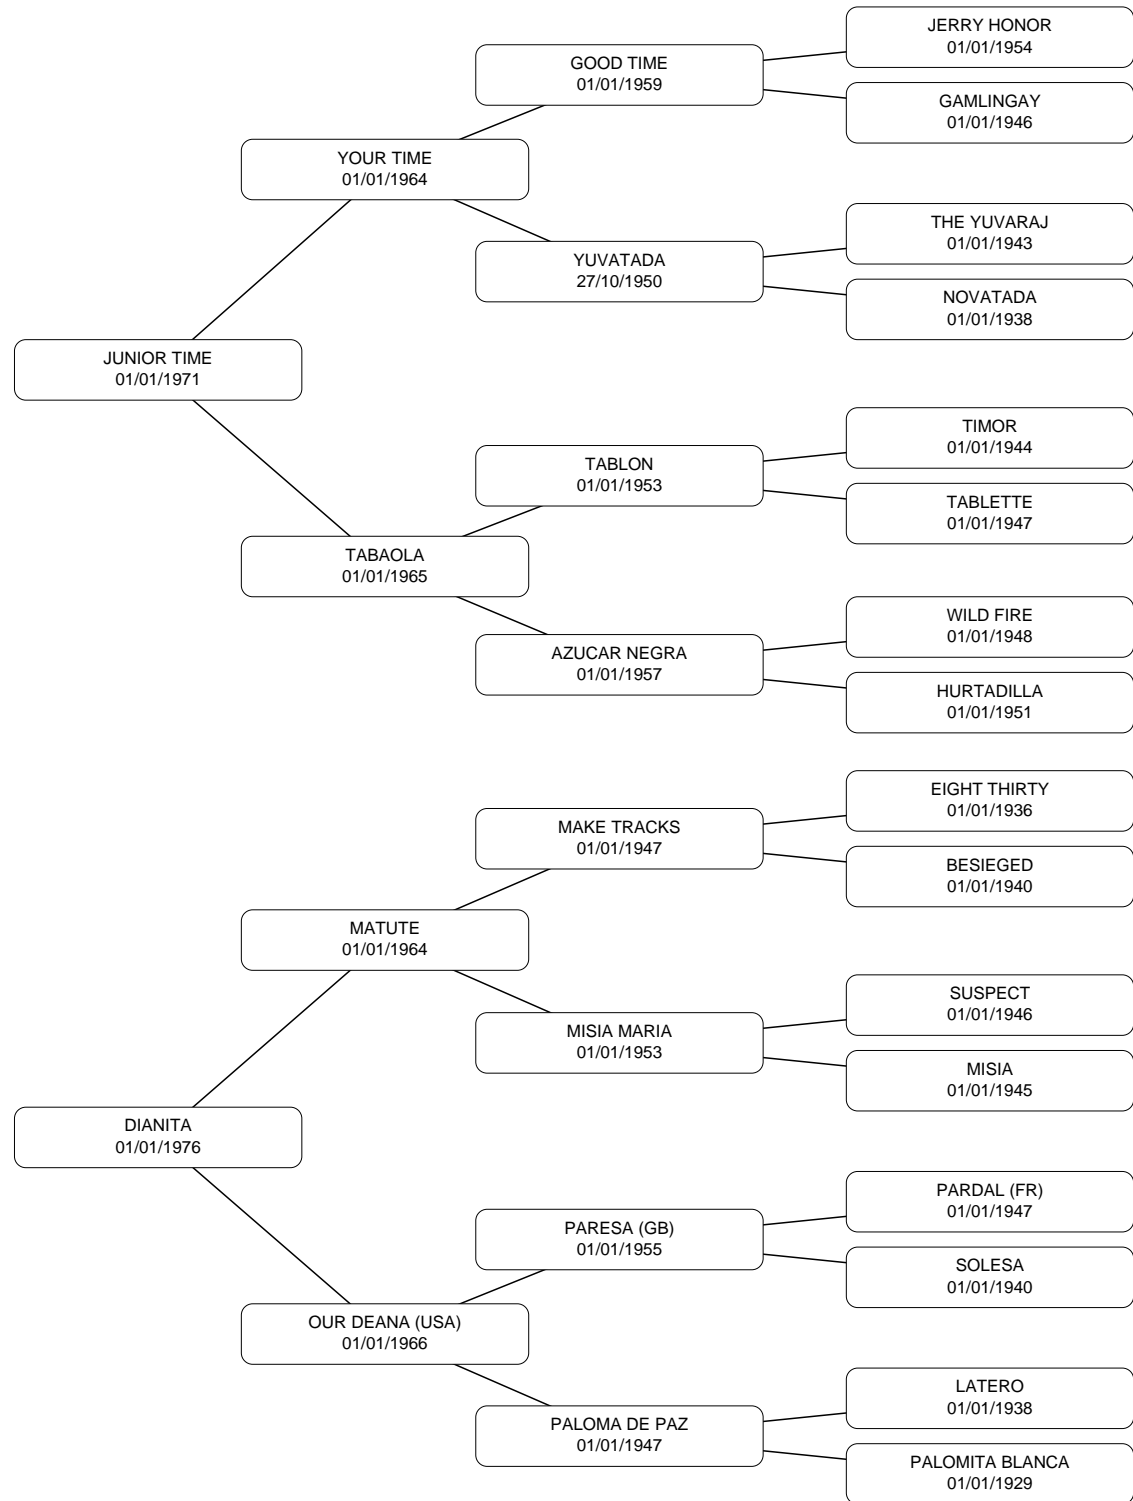 JERRY HONOR
01/01/1954
GOOD TIME
01/01/1959
GAMLINGAY
01/01/1946
YOUR TIME
01/01/1964
THE YUVARAJ
01/01/1943
YUVATADA
27/10/1950
NOVATADA
01/01/1938
JUNIOR TIME
01/01/1971
TIMOR
01/01/1944
TABLON
01/01/1953
TABLETTE
01/01/1947
TABAOLA
01/01/1965
WILD FIRE
01/01/1948
AZUCAR NEGRA
01/01/1957
HURTADILLA
01/01/1951
EIGHT THIRTY
01/01/1936
MAKE TRACKS
01/01/1947
BESIEGED
01/01/1940
MATUTE
01/01/1964
SUSPECT
01/01/1946
MISIA MARIA
01/01/1953
MISIA
01/01/1945
DIANITA
01/01/1976
PARDAL (FR)
01/01/1947
PARESA (GB)
01/01/1955
SOLESA
01/01/1940
OUR DEANA (USA)
01/01/1966
LATERO
01/01/1938
PALOMA DE PAZ
01/01/1947
PALOMITA BLANCA
01/01/1929